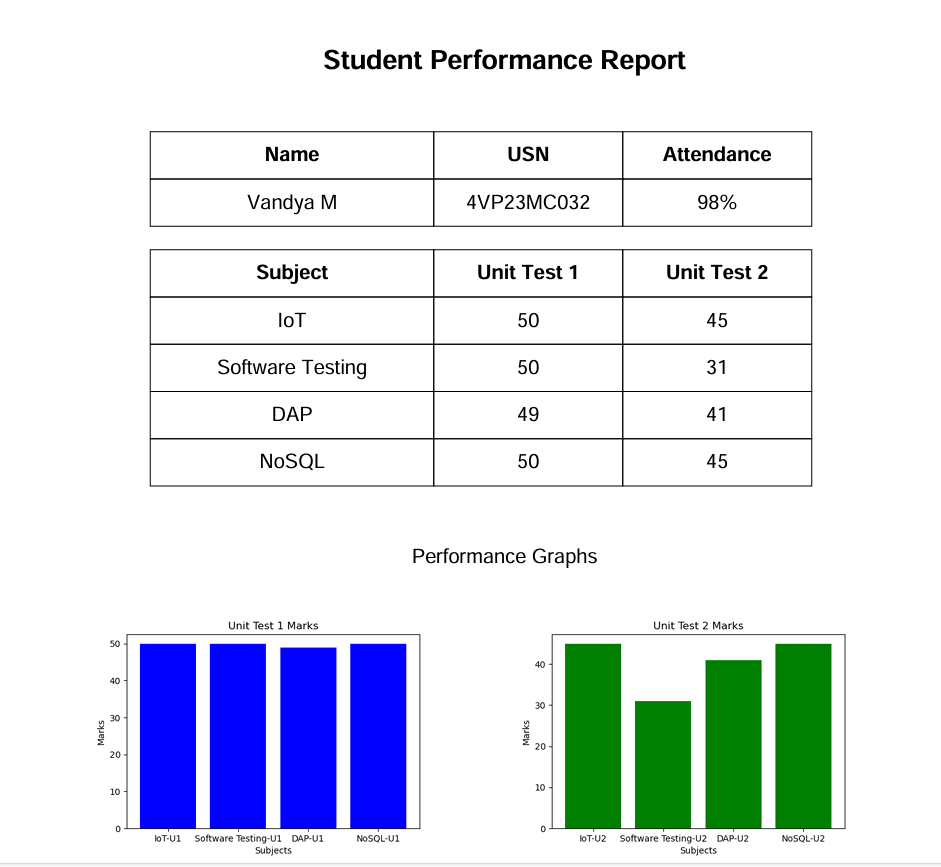 Student Performance Report
Name USN Attendance
Vandya M 4VP23MC032 98%
Subject Unit Test 1 Unit Test 2
IoT 50 45
Software Testing 50 31
DAP 49 41
NoSQL 50 45
Performance Graphs
Unit Test 1 Marks
50
40
30
20
10
0
Marks
IoT-U1 Software Testing-U1 DAP-U1 NoSQL-U1
Subjects
Unit Test 2 Marks
40
30
20
10
0
Marks
IoT-U2 Software Testing-U2 DAP-U2 NoSQL-U2
Subjects